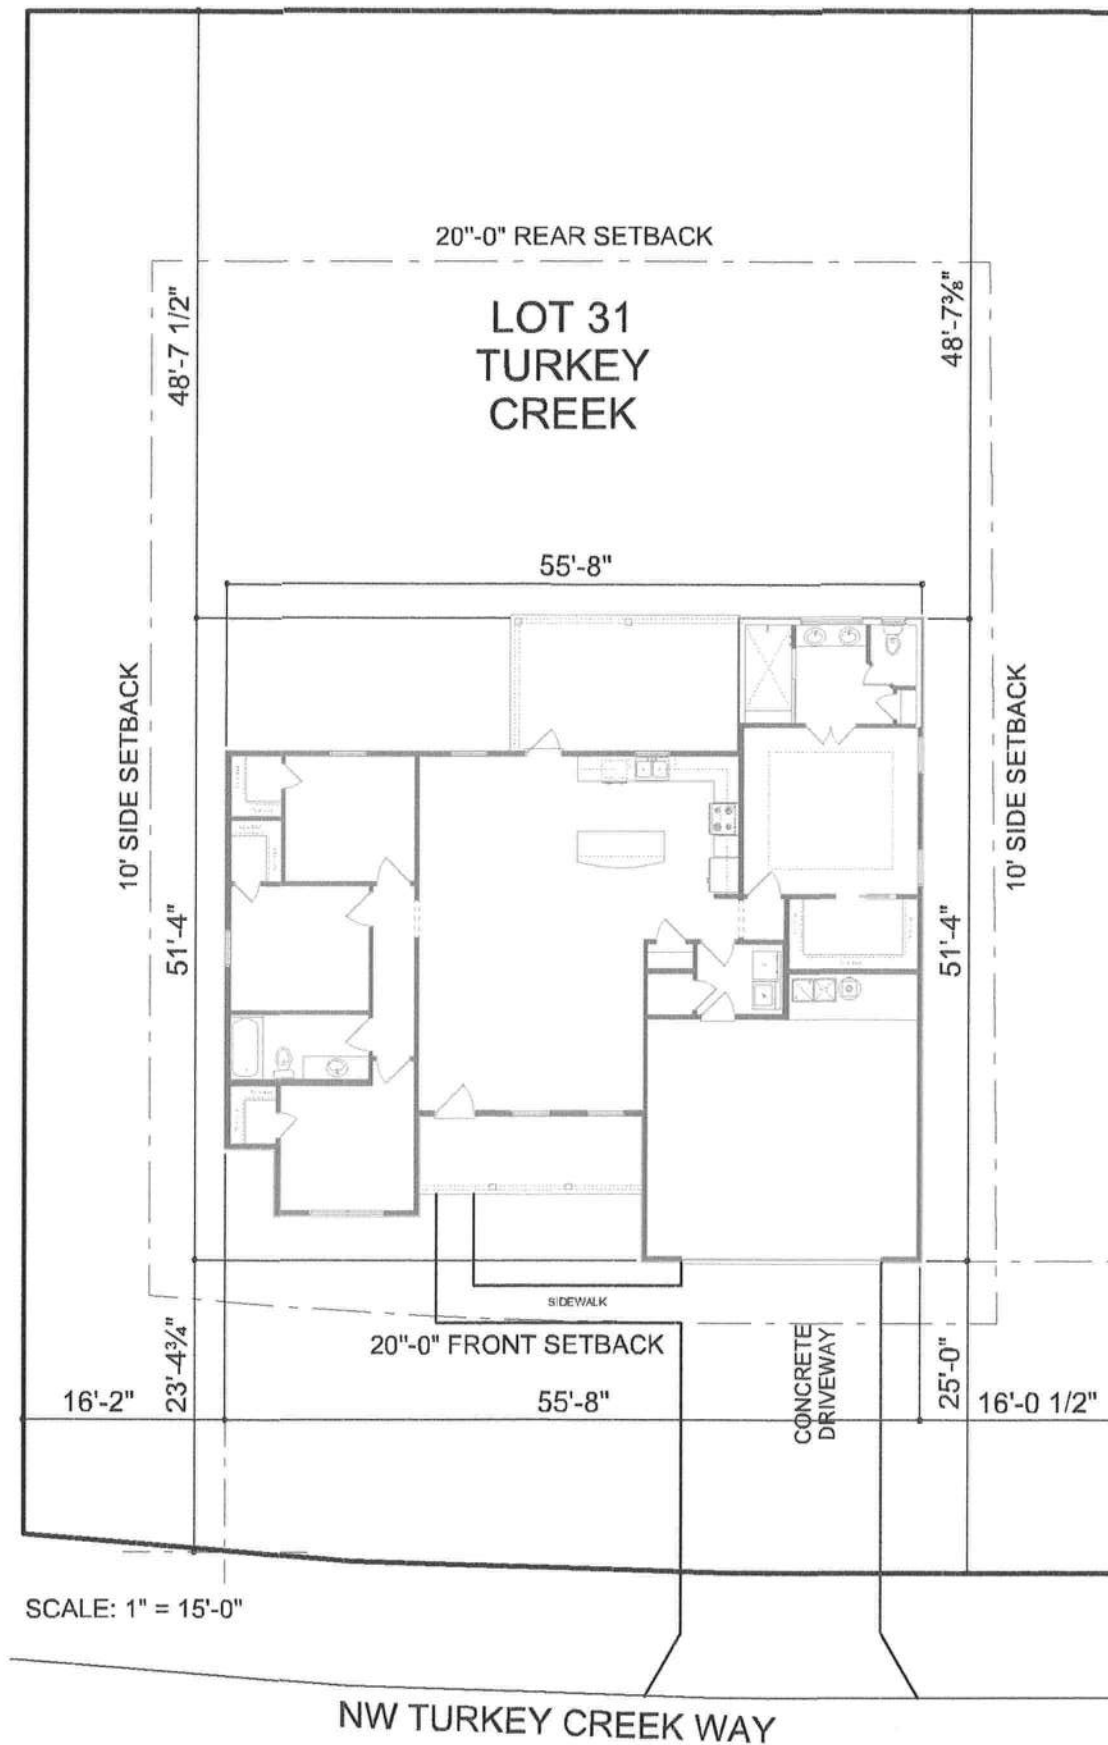 20"-0" REAR SETBACK
48'-7 1/2"
48'-7⅜"
LOT 31
TURKEY
CREEK
55'-8"
10' SIDE SETBACK
10' SIDE SETBACK
51'-4"
51'-4"
SIDEWALK
20"-0" FRONT SETBACK
CONCRETE
DRIVEWAY
23'-4¾"
25'-0"
16'-2"
55'-8"
16'-0 1/2"
SCALE: 1" = 15'-0"
NW TURKEY CREEK WAY